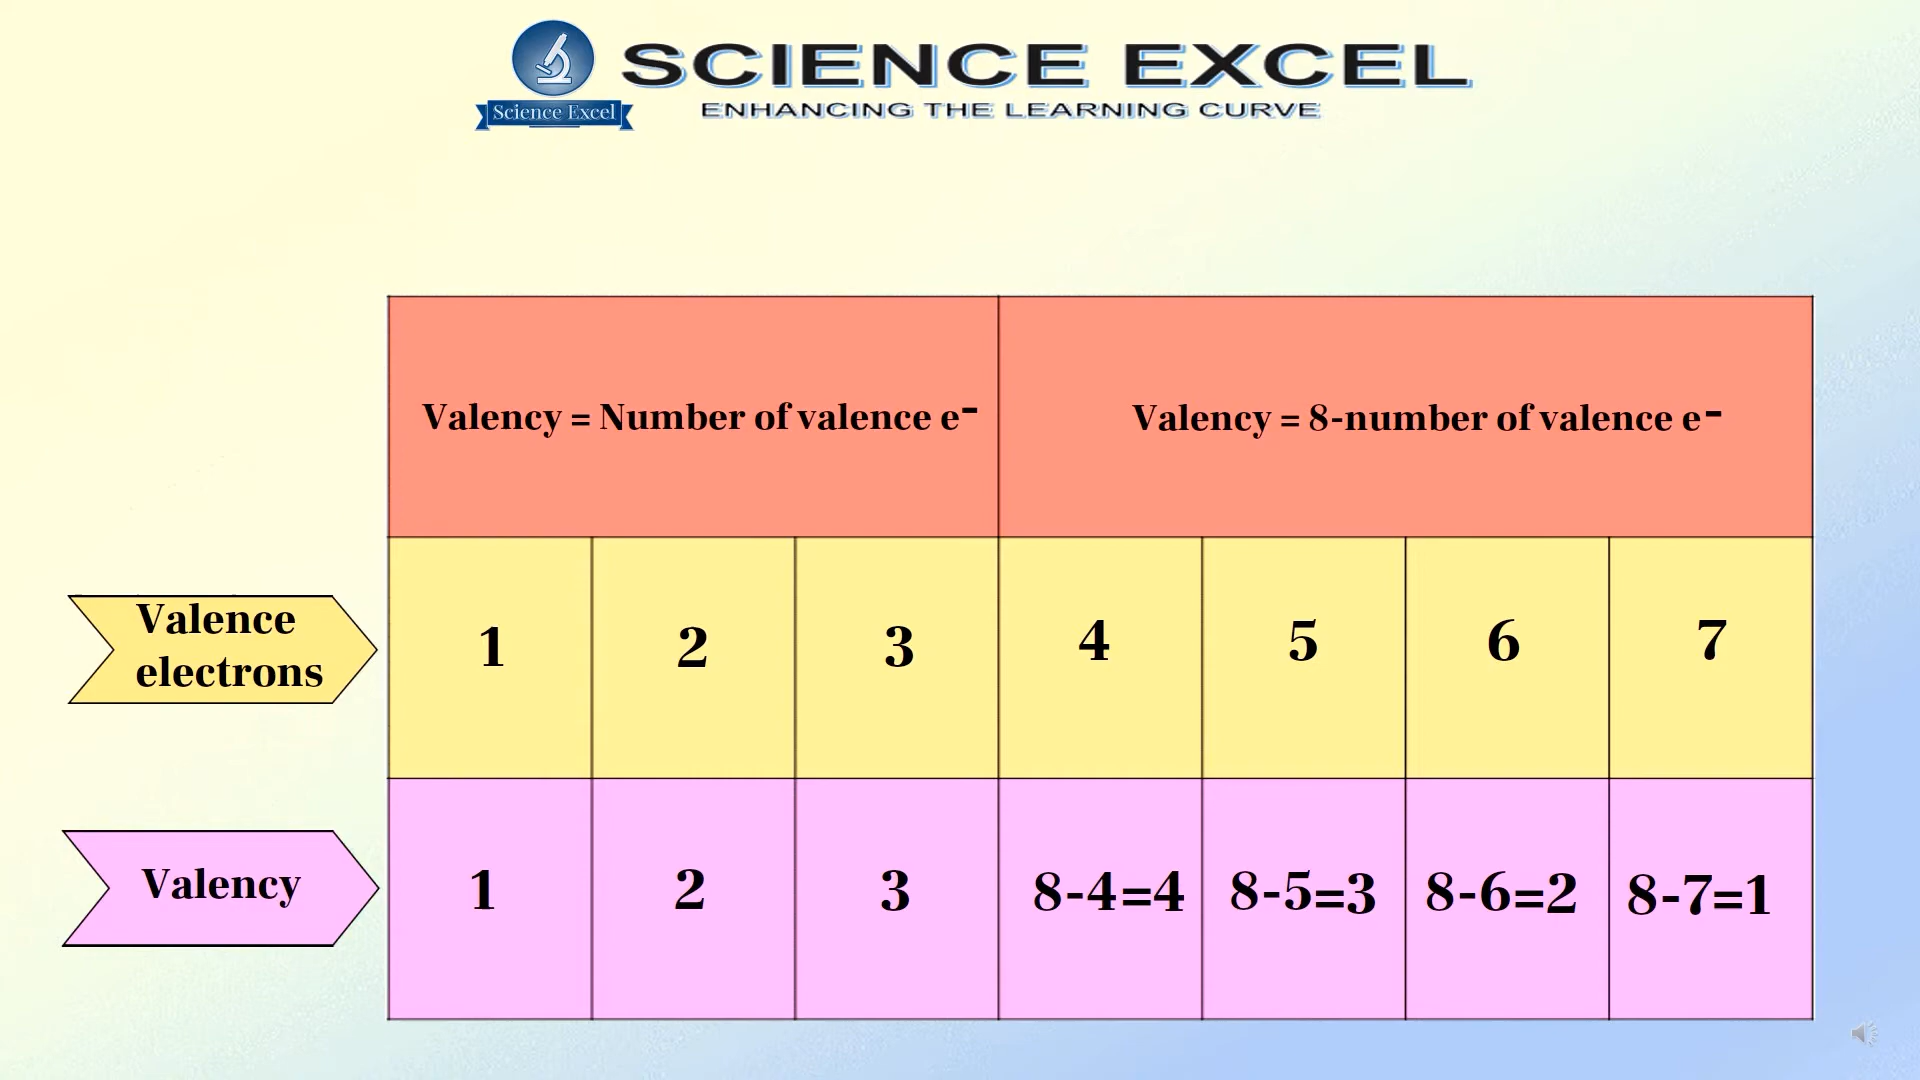 SCIENCE EXCEL
ENHANCING THE LEARNING CURVE
Science Excel
Valency = Number of valence e⁻
Valency = 8-number of valence e⁻
Valence
electrons
1 2 3 4 5 6 7
Valency
1 2 3 8-4=4 8-5=3 8-6=2 8-7=1